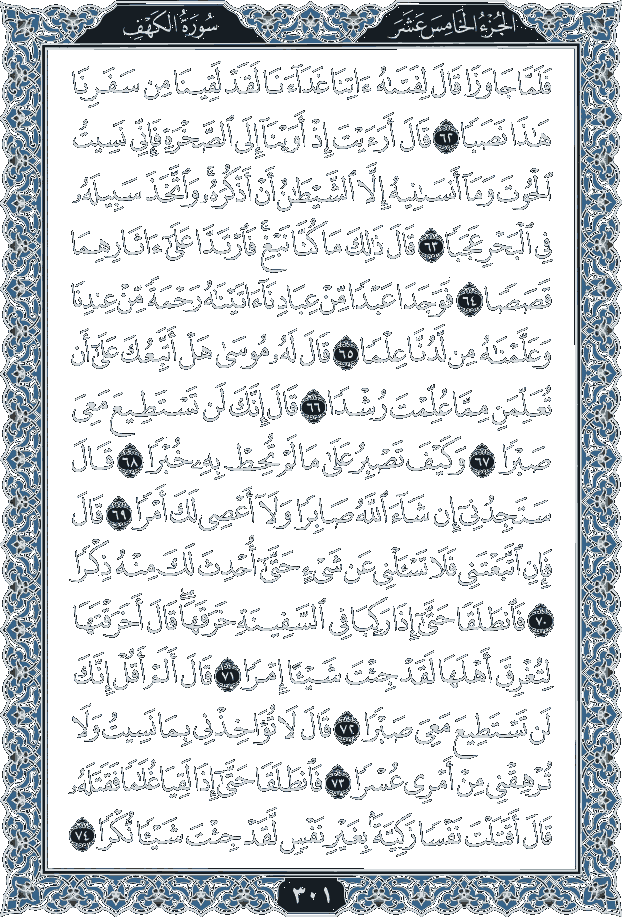 الجزء الخامس عشر
سورة الكهف
فَلَمَّا جَاوَزَا قَالَ لِفَتَىٰهُ ءَاتِنَا غَدَآءَنَا لَقَدْ لَقِينَا مِن سَفَرِنَا
هَٰذَا نَصَبًا ٦٢ قَالَ أَرَءَيْتَ إِذْ أَوَيْنَآ إِلَى ٱلصَّخْرَةِ فَإِنِّى نَسِيتُ
ٱلْحُوتَ وَمَآ أَنسَىٰنِيهُ إِلَّا ٱلشَّيْطَٰنُ أَنْ أَذْكُرَهُۥ ۚ وَٱتَّخَذَ سَبِيلَهُۥ
فِى ٱلْبَحْرِ عَجَبًا ٦٣ قَالَ ذَٰلِكَ مَا كُنَّا نَبْغِ ۚ فَٱرْتَدَّا عَلَىٰٓ ءَاثَارِهِمَا
قَصَصًا ٦٤ فَوَجَدَا عَبْدًا مِّنْ عِبَادِنَآ ءَاتَيْنَٰهُ رَحْمَةً مِّنْ عِندِنَا
وَعَلَّمْنَٰهُ مِن لَّدُنَّا عِلْمًا ٦٥ قَالَ لَهُۥ مُوسَىٰ هَلْ أَتَّبِعُكَ عَلَىٰٓ أَن
تُعَلِّمَنِ مِمَّا عُلِّمْتَ رُشْدًا ٦٦ قَالَ إِنَّكَ لَن تَسْتَطِيعَ مَعِىَ
صَبْرًا ٦٧ وَكَيْفَ تَصْبِرُ عَلَىٰ مَا لَمْ تُحِطْ بِهِۦ خُبْرًا ٦٨ قَالَ
سَتَجِدُنِىٓ إِن شَآءَ ٱللَّهُ صَابِرًا وَلَآ أَعْصِى لَكَ أَمْرًا ٦٩ قَالَ
فَإِنِ ٱتَّبَعْتَنِى فَلَا تَسْـَٔلْنِى عَن شَىْءٍ حَتَّىٰٓ أُحْدِثَ لَكَ مِنْهُ ذِكْرًا
٧٠ فَٱنطَلَقَا حَتَّىٰٓ إِذَا رَكِبَا فِى ٱلسَّفِينَةِ خَرَقَهَا ۖ قَالَ أَخَرَقْتَهَا
لِتُغْرِقَ أَهْلَهَا لَقَدْ جِئْتَ شَيْـًٔا إِمْرًا ٧١ قَالَ أَلَمْ أَقُلْ إِنَّكَ
لَن تَسْتَطِيعَ مَعِىَ صَبْرًا ٧٢ قَالَ لَا تُؤَاخِذْنِى بِمَا نَسِيتُ وَلَا
تُرْهِقْنِى مِنْ أَمْرِى عُسْرًا ٧٣ فَٱنطَلَقَا حَتَّىٰٓ إِذَا لَقِيَا غُلَٰمًا فَقَتَلَهُۥ
قَالَ أَقَتَلْتَ نَفْسًا زَكِيَّةًۢ بِغَيْرِ نَفْسٍ لَّقَدْ جِئْتَ شَيْـًٔا نُّكْرًا ٧٤
٣٠١